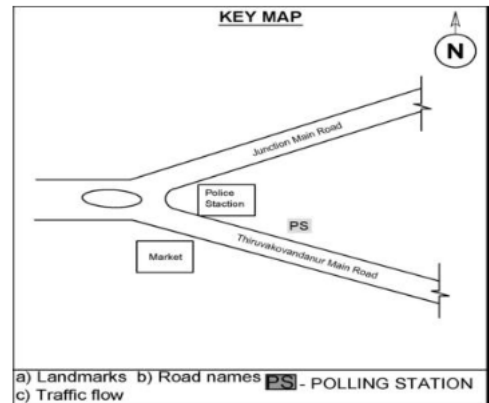 KEY MAP
N
Junction Main Road
Police
Staction
PS
Thiruvakovandanur Main Road
Market
a) Landmarks b) Road names PS - POLLING STATION
c) Traffic flow